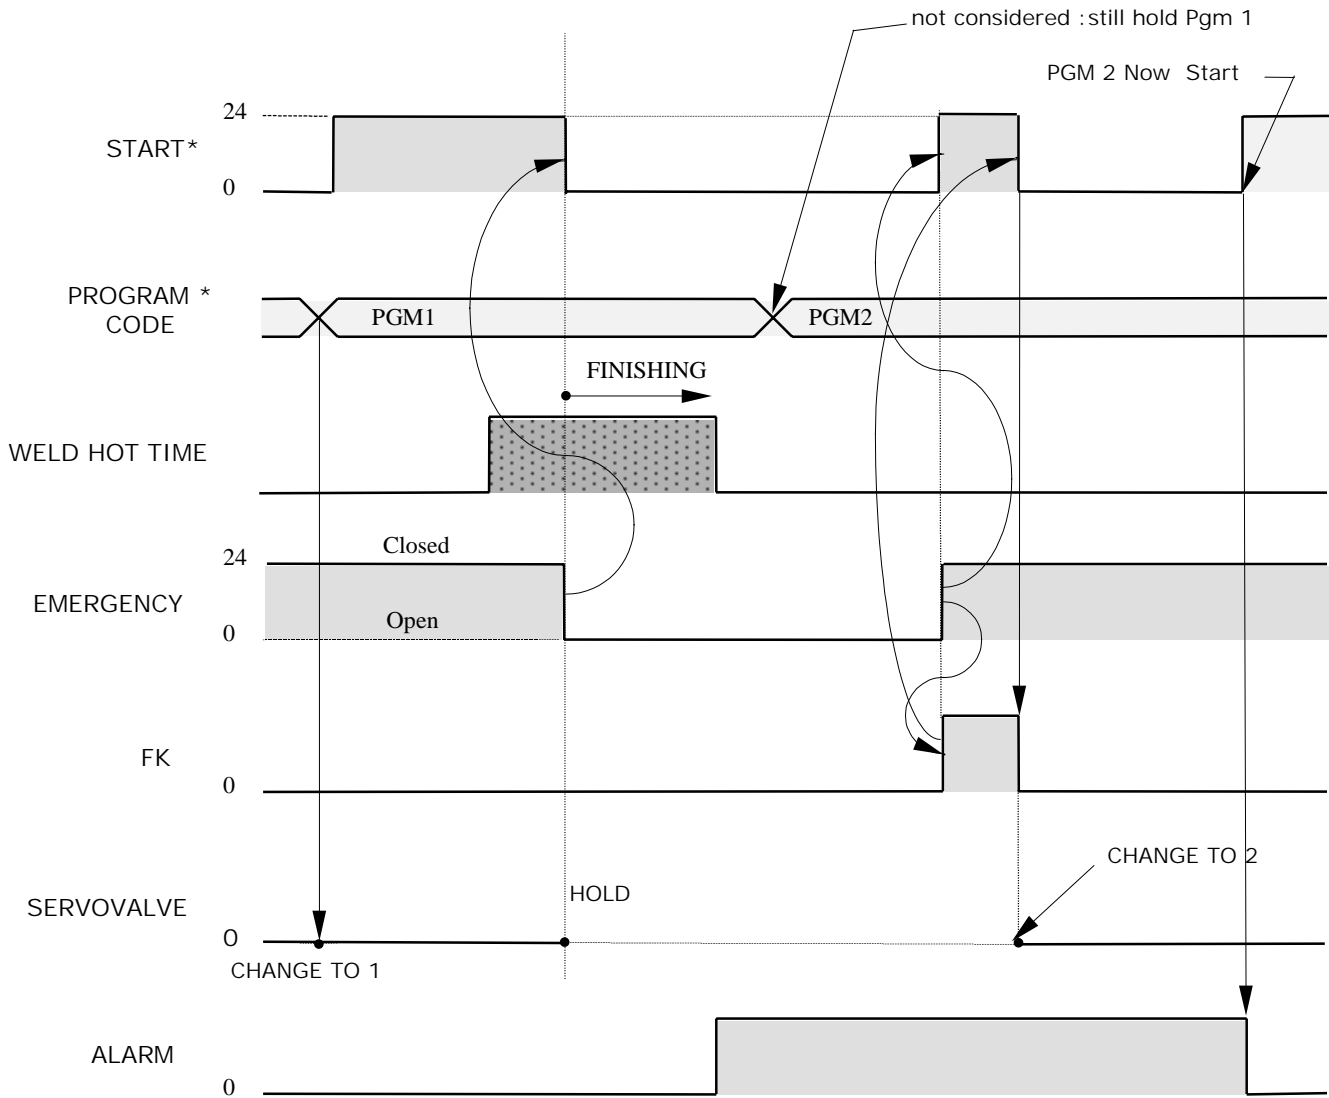 not considered :still hold Pgm 1
PGM 2 Now Start
24
START*
0
PROGRAM *
CODE
PGM1
PGM2
FINISHING
WELD HOT TIME
Closed
24
EMERGENCY
Open
0
FK
0
CHANGE TO 2
HOLD
SERVOVALVE
0
CHANGE TO 1
ALARM
0